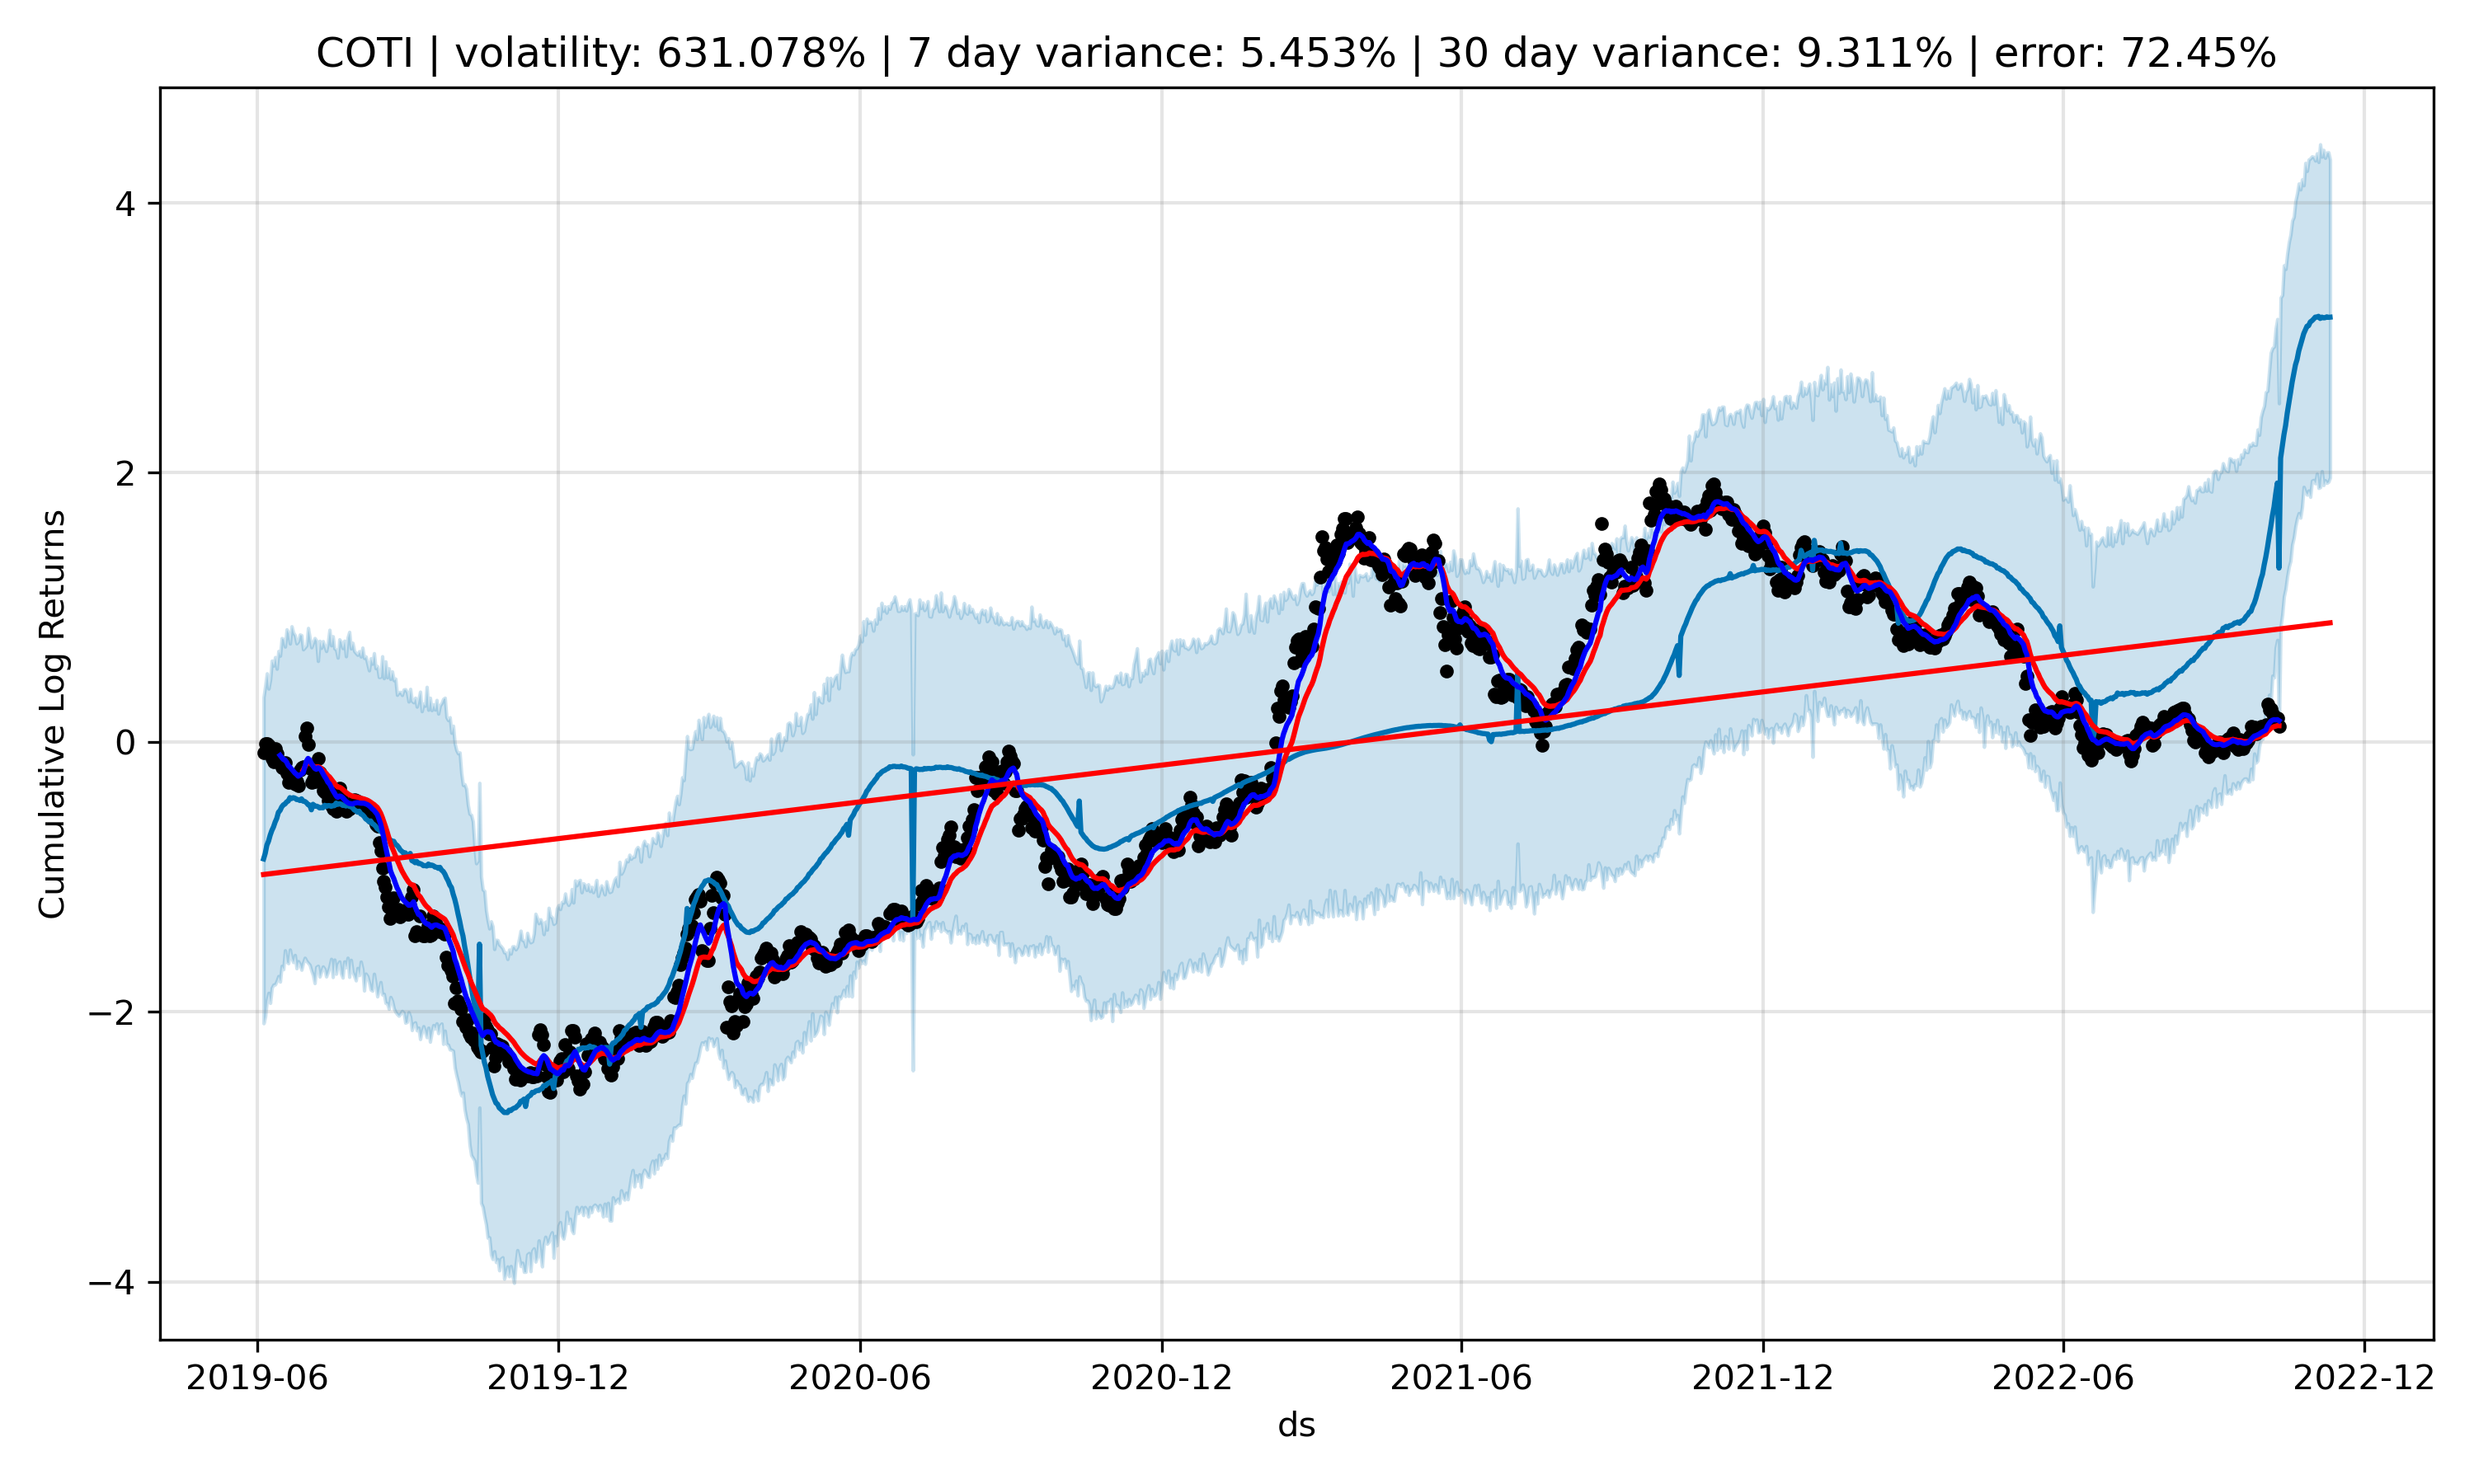 COTI | volatility: 631.078% | 7 day variance: 5.453% | 30 day variance: 9.311% | error: 72.45%
Cumulative Log Returns
4
2
0
−2
−4
2019-06 2019-12 2020-06 2020-12 2021-06 2021-12 2022-06 2022-12
ds